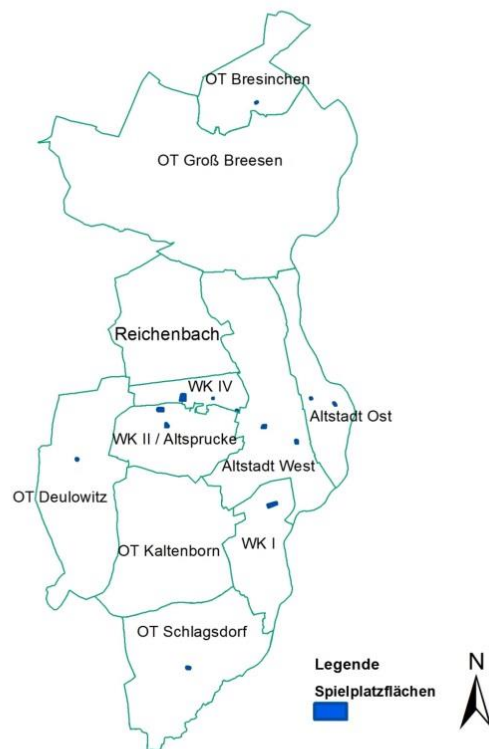 OT Bresinchen
OT Groß Breesen
Reichenbach
WK IV
Altstadt Ost
WK II / Altsprucke
Altstadt West
OT Deulowitz
WK I
OT Kaltenborn
OT Schlagsdorf
Legende
Spielplatzflächen
N